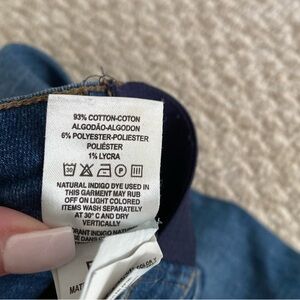 93% COTTON-COTON
ALGODÃO-ALGODON
6% POLYESTER-POLIESTER
POLIÉSTER
1% LYCRA
30
NATURAL INDIGO DYE USED IN
THIS GARMENT MAY RUB
OFF ON LIGHT COLORED
ITEMS WASH SEPARATELY
AT 30°C AND DRY
VERTICALLY